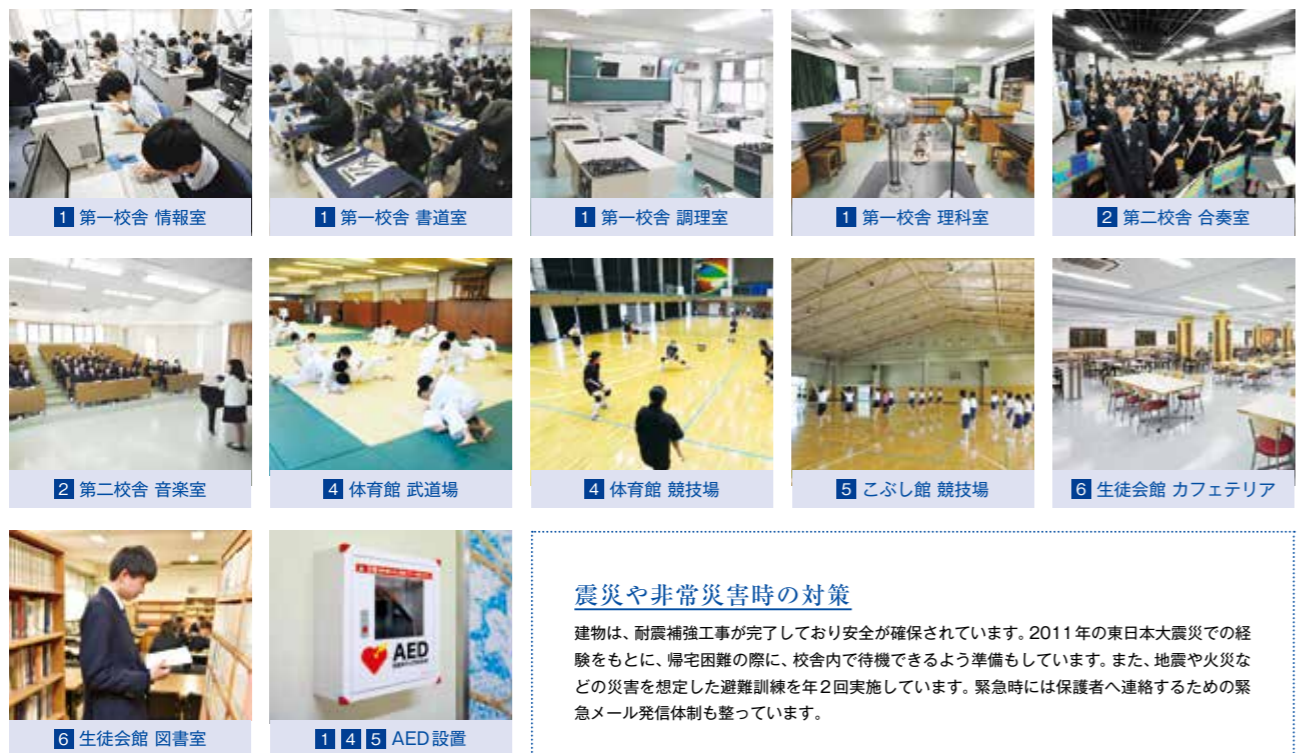 1 第一校舎 情報室
1 第一校舎 書道室
1 第一校舎 調理室
1 第一校舎 理科室
2 第二校舎 合奏室
2 第二校舎 音楽室
4 体育館 武道場
4 体育館 競技場
5 こぶし館 競技場
6 生徒会館 カフェテリア
AED
6 生徒会館 図書室
1 4 5 AED設置
震災や非常災害時の対策
建物は、耐震補強工事が完了しており安全が確保されています。2011年の東日本大震災での経
験をもとに、帰宅困難の際に、校舎内で待機できるよう準備もしています。また、地震や火災な
どの災害を想定した避難訓練を年2回実施しています。緊急時には保護者へ連絡するための緊
急メール発信体制も整っています。